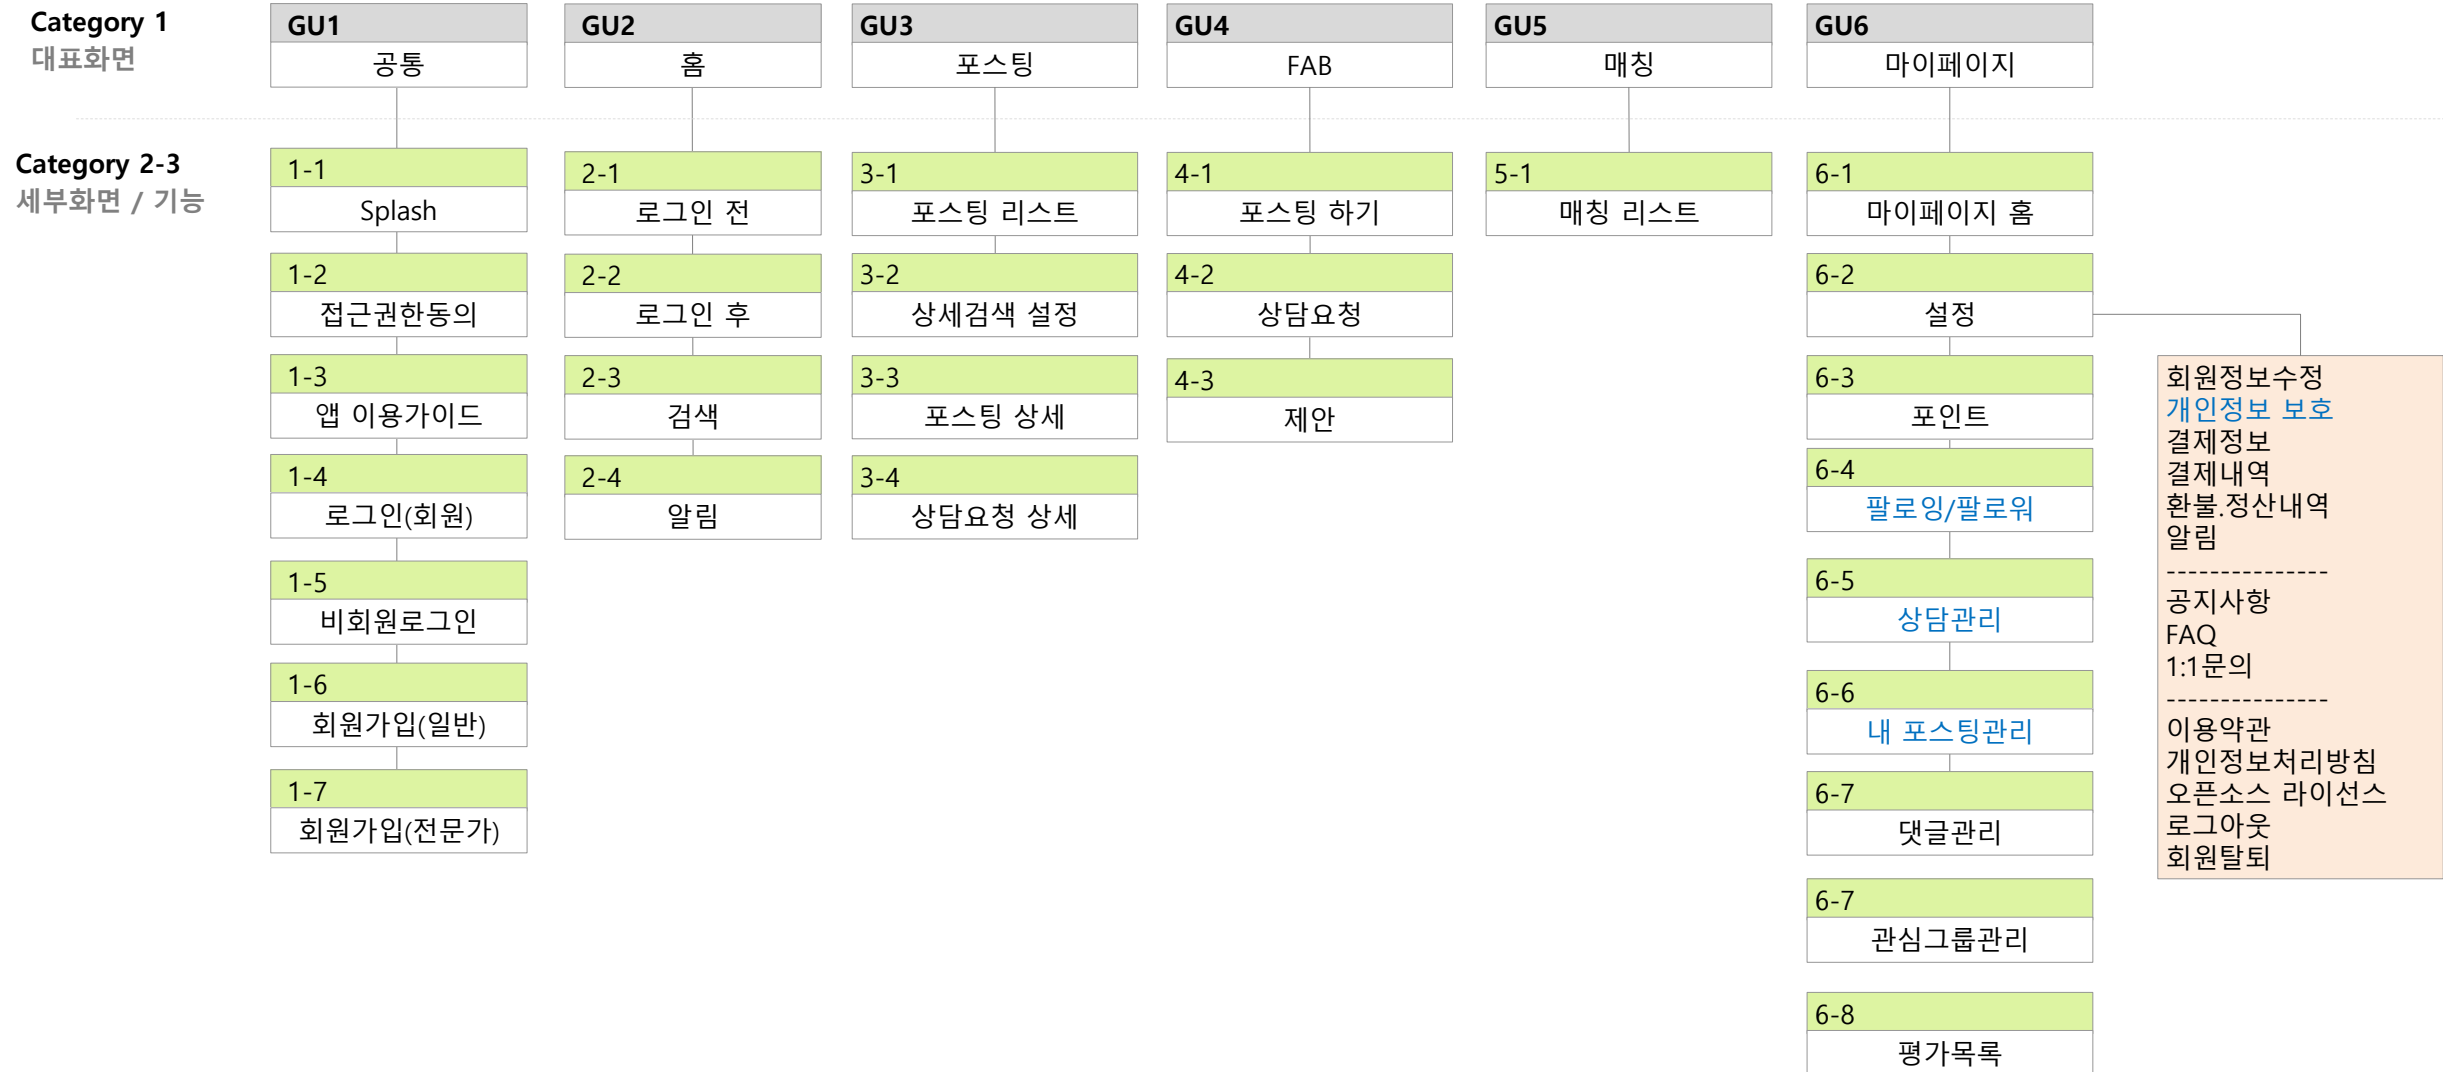 Category 1
대표화면
GU1
공통
GU2
홈
GU3
포스팅
GU4
FAB
GU5
매칭
GU6
마이페이지
Category 2-3
세부화면 / 기능
1-1
Splash
1-2
접근권한동의
1-3
앱 이용가이드
1-4
로그인(회원)
1-5
비회원로그인
1-6
회원가입(일반)
1-7
회원가입(전문가)
2-1
로그인 전
2-2
로그인 후
2-3
검색
2-4
알림
3-1
포스팅 리스트
3-2
상세검색 설정
3-3
포스팅 상세
3-4
상담요청 상세
4-1
포스팅 하기
4-2
상담요청
4-3
제안
5-1
매칭 리스트
6-1
마이페이지 홈
6-2
설정
6-3
포인트
6-4
팔로잉/팔로워
6-5
상담관리
6-6
내 포스팅관리
6-7
댓글관리
6-7
관심그룹관리
6-8
평가목록
회원정보수정
개인정보 보호
결제정보
결제내역
환불.정산내역
알림
---------------
공지사항
FAQ
1:1문의
---------------
이용약관
개인정보처리방침
오픈소스 라이선스
로그아웃
회원탈퇴